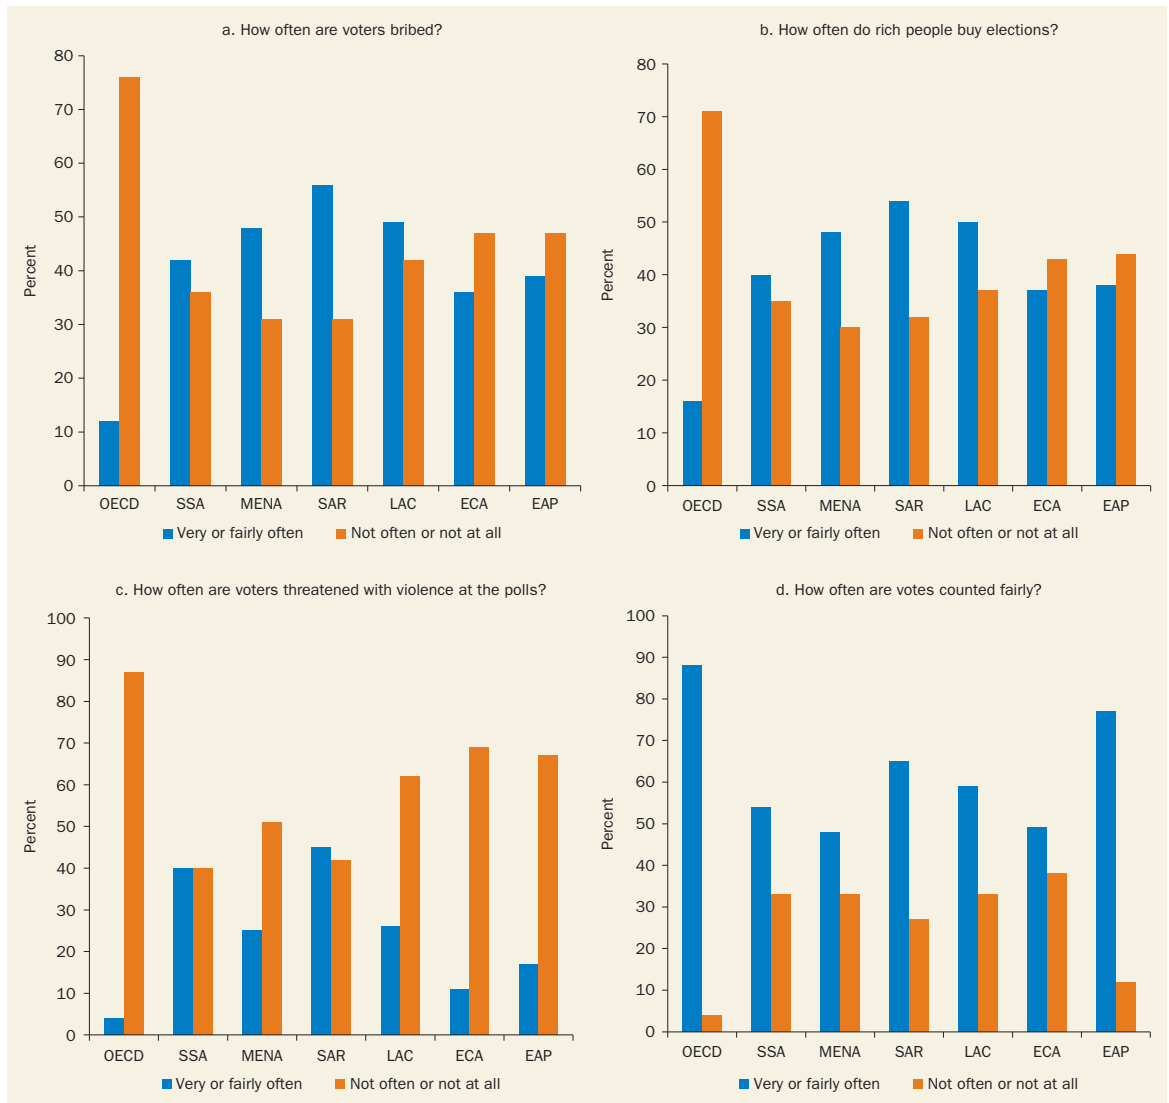 a. How often are voters bribed?
Percent
80
70
60
50
40
30
20
10
0
OECD SSA MENA SAR LAC ECA EAP
Very or fairly often Not often or not at all
b. How often do rich people buy elections?
Percent
80
70
60
50
40
30
20
10
0
OECD SSA MENA SAR LAC ECA EAP
Very or fairly often Not often or not at all
c. How often are voters threatened with violence at the polls?
Percent
100
90
80
70
60
50
40
30
20
10
0
OECD SSA MENA SAR LAC ECA EAP
Very or fairly often Not often or not at all
d. How often are votes counted fairly?
Percent
100
90
80
70
60
50
40
30
20
10
0
OECD SSA MENA SAR LAC ECA EAP
Very or fairly often Not often or not at all